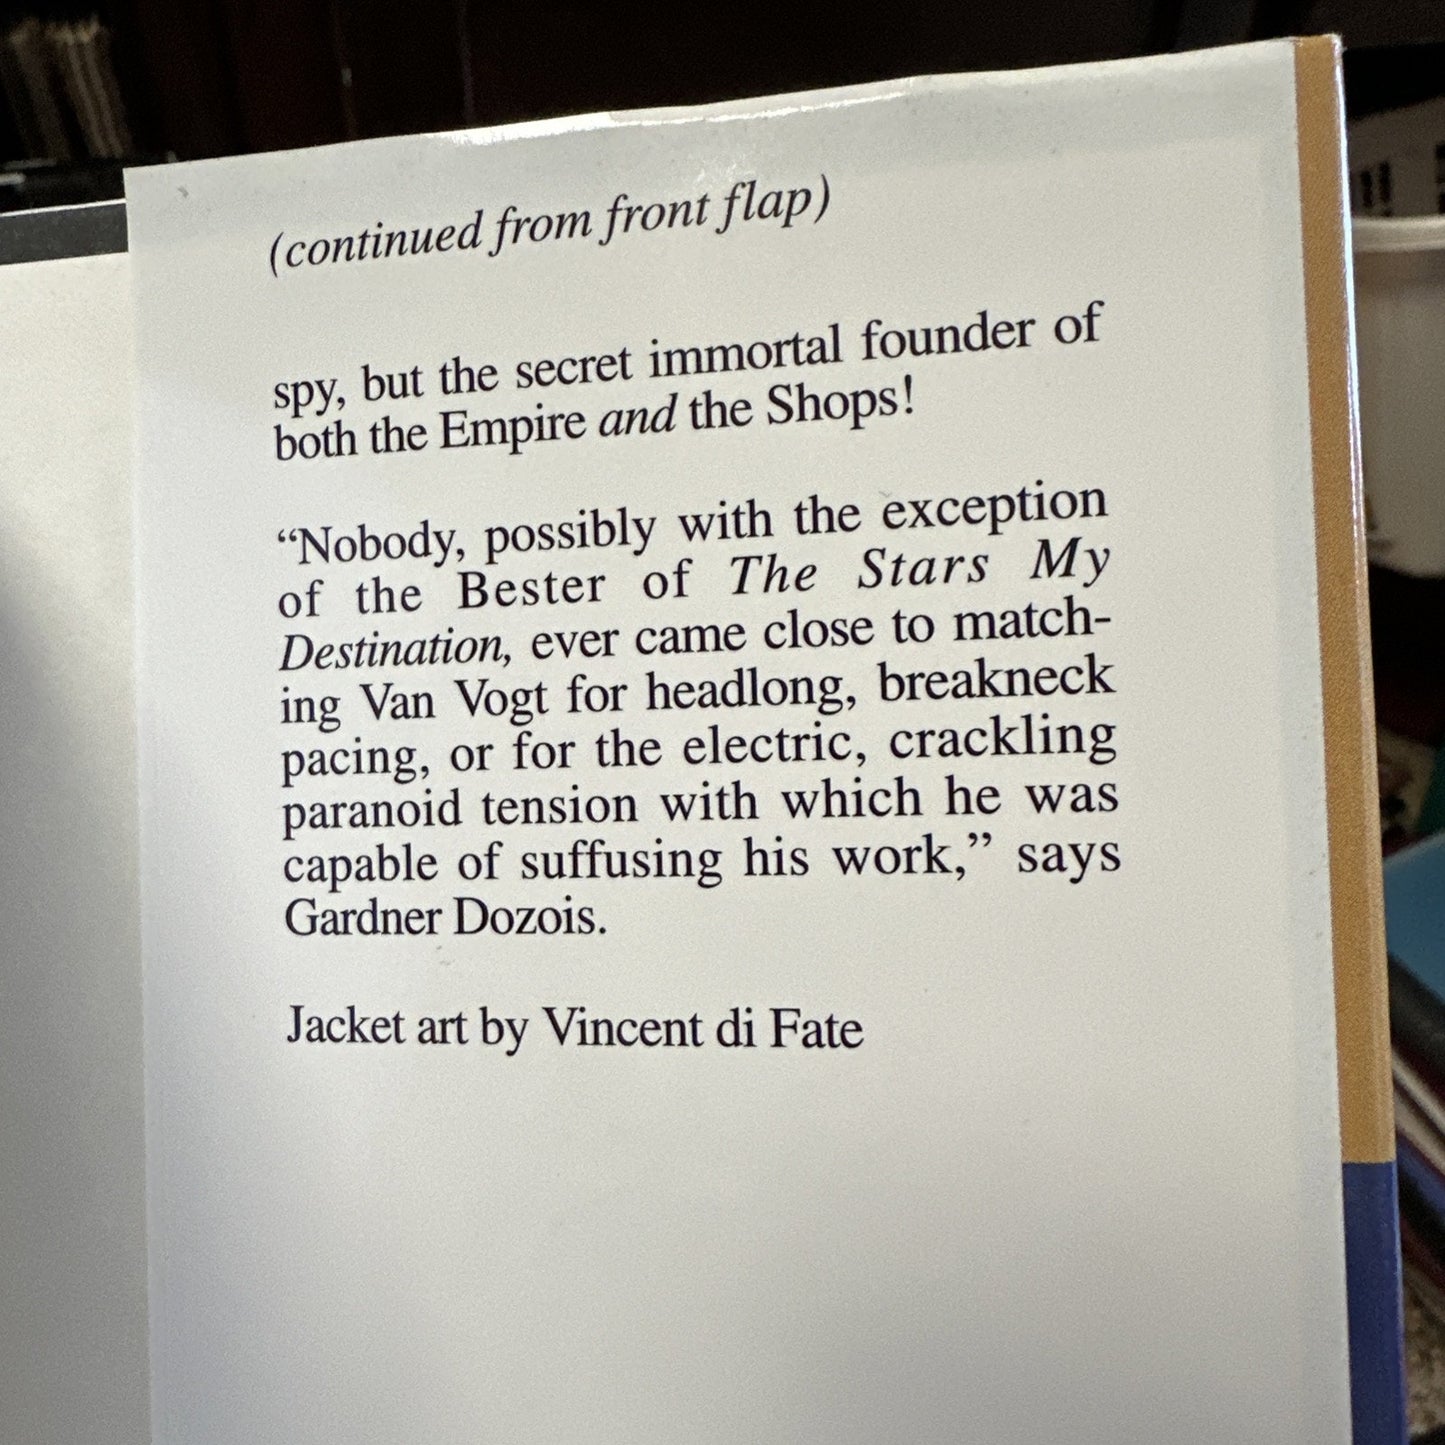 (continued from front flap)
spy, but the secret immortal founder of
both the Empire and the Shops!
“Nobody, possibly with the exception
of the Bester of The Stars My
Destination, ever came close to match-
ing Van Vogt for headlong, breakneck
pacing, or for the electric, crackling
paranoid tension with which he was
capable of suffusing his work,” says
Gardner Dozois.
Jacket art by Vincent di Fate